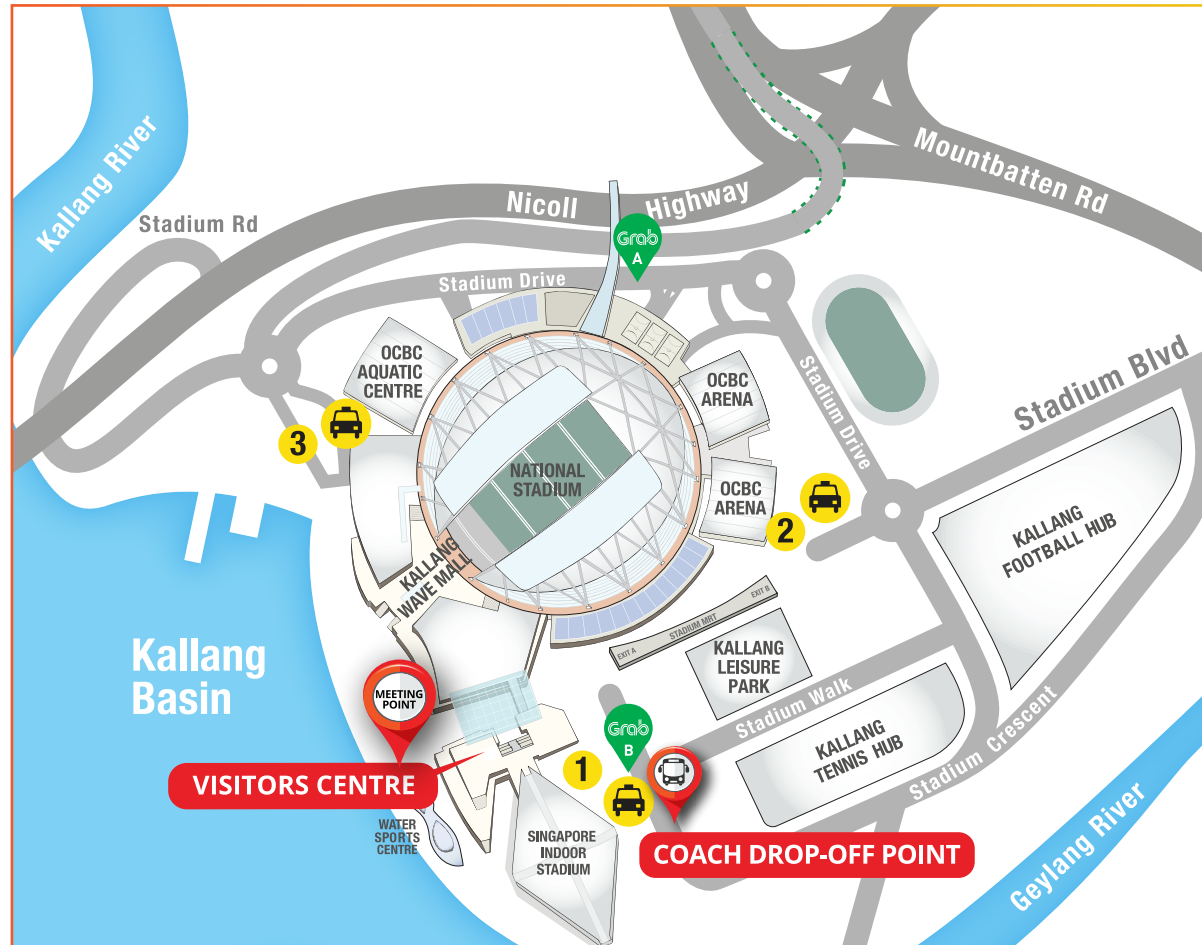 Kallang River
Stadium Rd
Nicoll Highway
Mountbatten Rd
Grab
A
Stadium Drive
OCBC
AQUATIC
CENTRE
OCBC
ARENA
Stadium Drive
Stadium Blvd
3
NATIONAL
STADIUM
OCBC
ARENA
2
KALLANG
FOOTBALL HUB
KALLANG
WAVE MALL
EXIT B
STADIUM MRT
EXIT A
KALLANG
LEISURE
PARK
Kallang
Basin
MEETING
POINT
Stadium Walk
Grab
B
KALLANG
TENNIS HUB
Stadium Crescent
1
VISITORS CENTRE
WATER
SPORTS
CENTRE
SINGAPORE
INDOOR
STADIUM
COACH DROP-OFF POINT
Geylang River